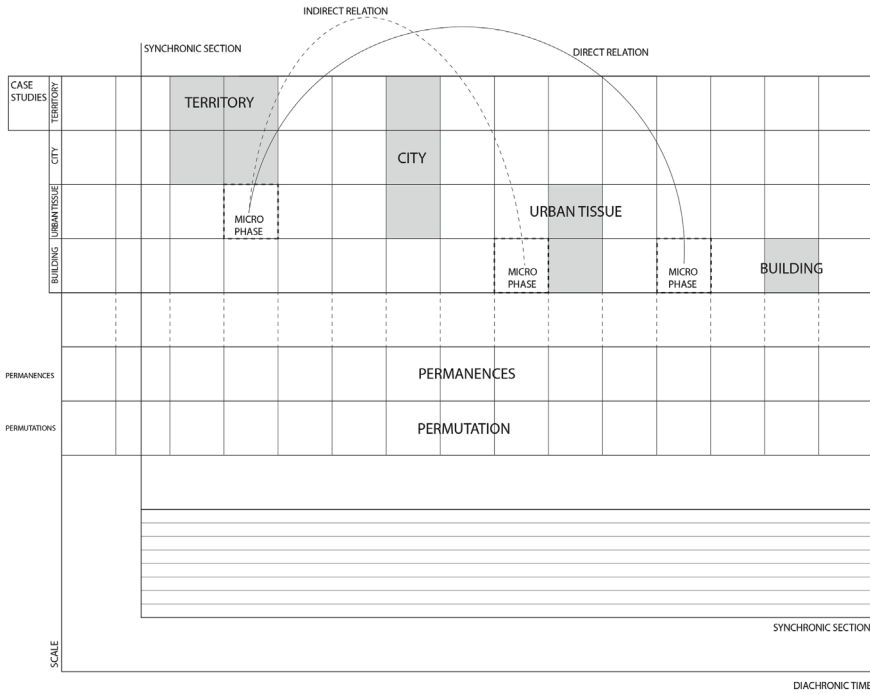 INDIRECT RELATION
SYNCHRONIC SECTION
DIRECT RELATION
CASE
STUDIES
TERRITORY
TERRITORY
CITY
CITY
URBAN TISSUE
MICRO
PHASE
URBAN TISSUE
BUILDING
MICRO
PHASE
MICRO
PHASE
BUILDING
PERMANENCES
PERMANENCES
PERMUTATIONS
PERMUTATION
SYNCHRONIC SECTION
SCALE
DIACHRONIC TIME